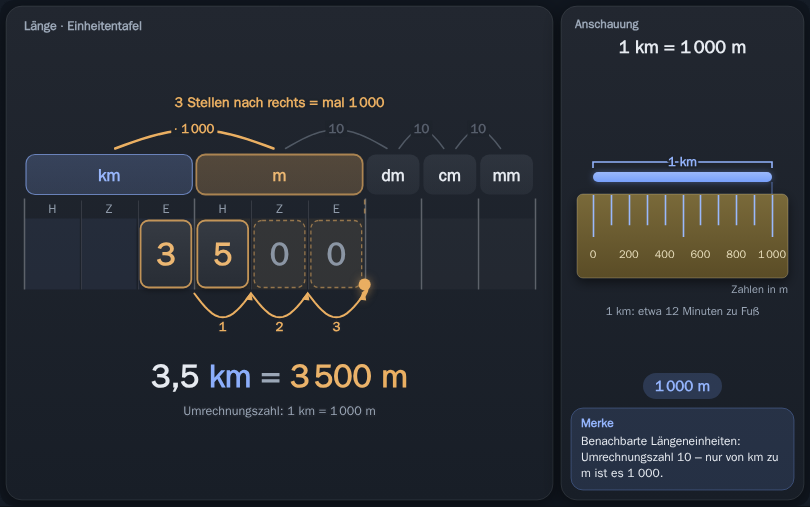 Länge · Einheitentafel
3 Stellen nach rechts = mal 1 000
· 1 000 10 10 10
km m dm cm mm
H Z E H Z E
3 5 0 0
1 2 3
3,5 km = 3 500 m
Umrechnungszahl: 1 km = 1 000 m
Anschauung
1 km = 1 000 m
1 km
0 200 400 600 800 1 000
Zahlen in m
1 km: etwa 12 Minuten zu Fuß
1 000 m
Merke
Benachbarte Längeneinheiten:
Umrechnungszahl 10 – nur von km zu
m ist es 1 000.